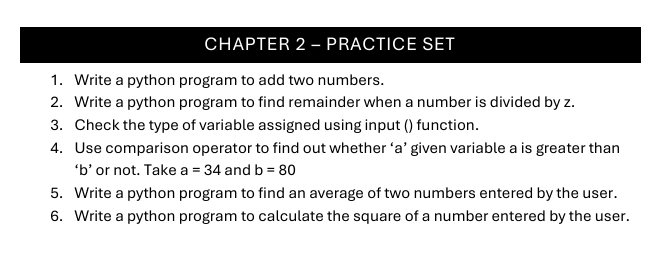 CHAPTER 2 – PRACTICE SET
1. Write a python program to add two numbers.
2. Write a python program to find remainder when a number is divided by z.
3. Check the type of variable assigned using input () function.
4. Use comparison operator to find out whether ‘a’ given variable a is greater than
‘b’ or not. Take a = 34 and b = 80
5. Write a python program to find an average of two numbers entered by the user.
6. Write a python program to calculate the square of a number entered by the user.